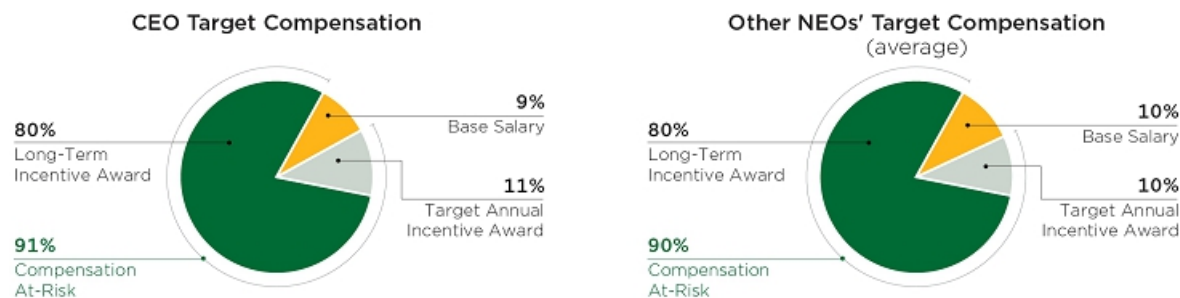 CEO Target Compensation
80%
Long-Term
Incentive Award
9%
Base Salary
11%
Target Annual
Incentive Award
91%
Compensation
At-Risk
Other NEOs' Target Compensation
(average)
80%
Long-Term
Incentive Award
10%
Base Salary
10%
Target Annual
Incentive Award
90%
Compensation
At-Risk